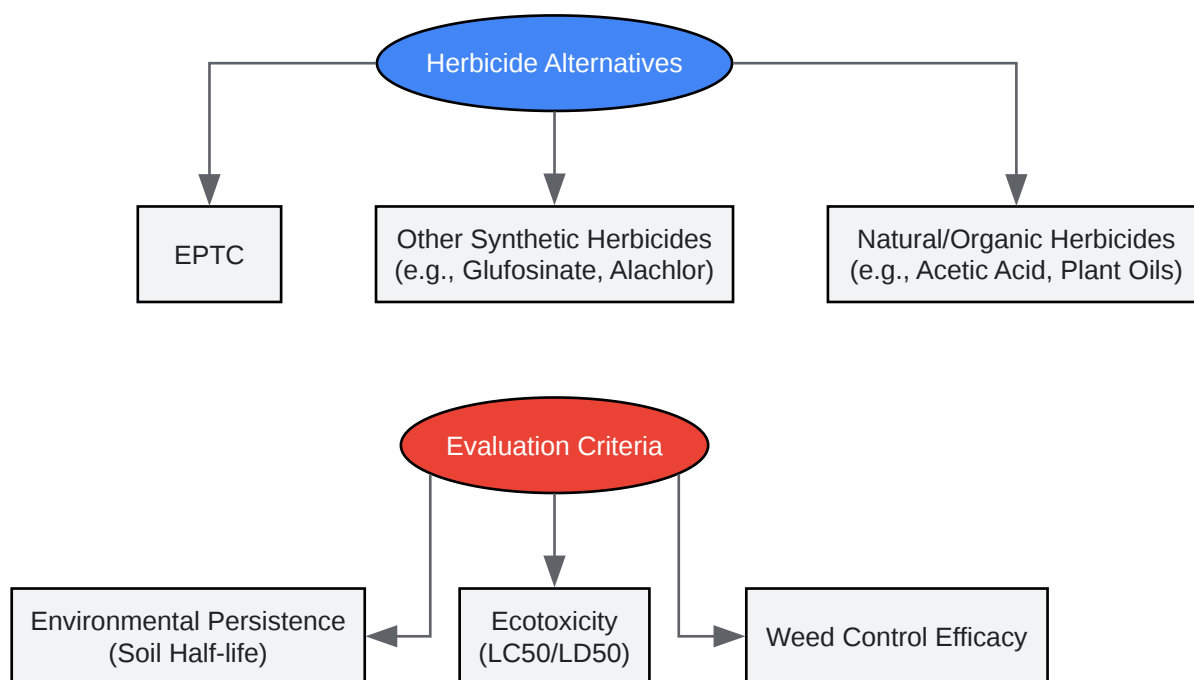 Herbicide Alternatives
EPTC
Other Synthetic Herbicides
(e.g., Glufosinate, Alachlor)
Natural/Organic Herbicides
(e.g., Acetic Acid, Plant Oils)
Evaluation Criteria
Environmental Persistence
(Soil Half-life)
Ecotoxicity
(LC50/LD50)
Weed Control Efficacy